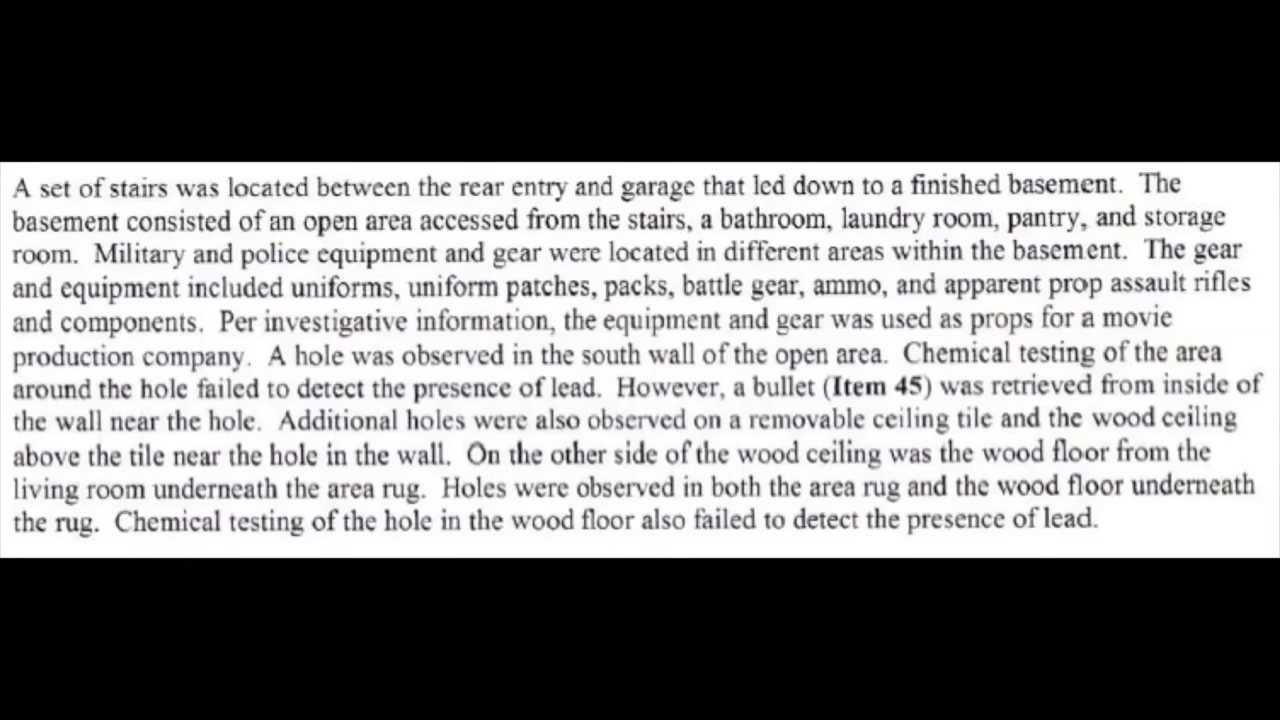 A set of stairs was located between the rear entry and garage that led down to a finished basement. The
basement consisted of an open area accessed from the stairs, a bathroom, laundry room, pantry, and storage
room. Military and police equipment and gear were located in different areas within the basement. The gear
and equipment included uniforms, uniform patches, packs, battle gear, ammo, and apparent prop assault rifles
and components. Per investigative information, the equipment and gear was used as props for a movie
production company. A hole was observed in the south wall of the open area. Chemical testing of the area
around the hole failed to detect the presence of lead. However, a bullet (Item 45) was retrieved from inside of
the wall near the hole. Additional holes were also observed on a removable ceiling tile and the wood ceiling
above the tile near the hole in the wall. On the other side of the wood ceiling was the wood floor from the
living room underneath the area rug. Holes were observed in both the area rug and the wood floor underneath
the rug. Chemical testing of the hole in the wood floor also failed to detect the presence of lead.